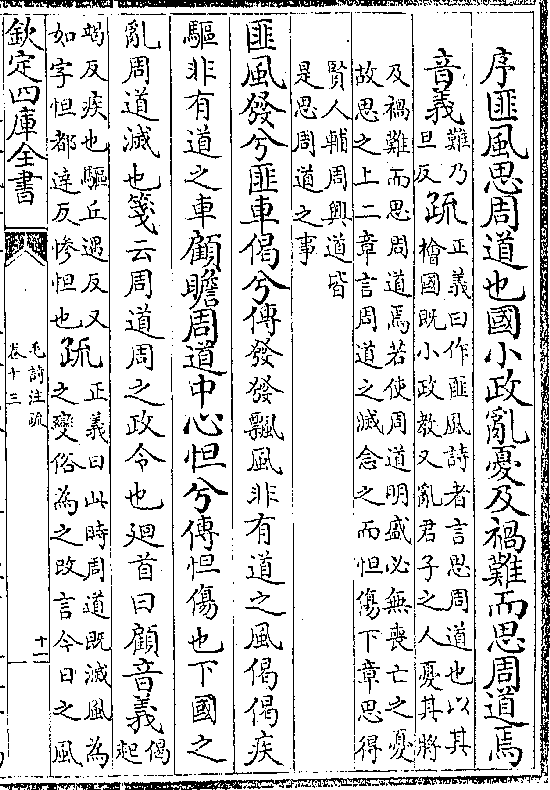 序匪風思周道也國小政亂憂及禍難而思周道焉
音義難乃旦反疏正義曰作匪風詩者言思周道也以其
檜國既小政教又亂君子之人憂其將
及禍難而思周道焉若使周道明盛必無喪亡之憂
故思之上二章言周道之滅念之而怛傷下章思得
賢人輔周興道皆
是思周道之事
匪風發兮匪車偈兮傳發發飄風非有道之風偈偈疾
驅非有道之車顧瞻周道中心怛兮傳怛傷也下國之
亂周道滅也箋云周道周之政令也廻首曰顧音義偈起
竭反疾也驅丘遇反又
如字怛都達反慘怛也疏正義曰此時周道既滅風為
之變俗為之改言今日之風
欽定四庫全書
毛詩注疏
卷十三
十一